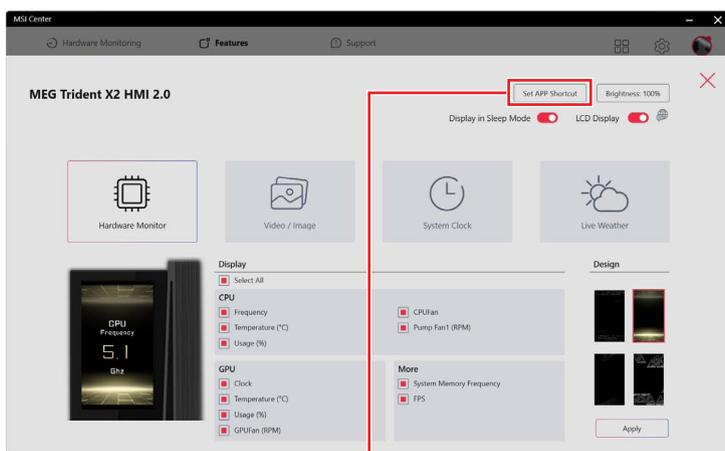 MSI Center
Hardware Monitoring Features Support
MEG Trident X2 HMI 2.0
Set APP Shortcut Brightness: 100%
Display in Sleep Mode LCD Display
Hardware Monitor Video / Image System Clock Live Weather
Display
Select All
CPU
Frequency
Temperature (°C)
Usage (%)
CPUFan
Pump Fan1 (RPM)
GPU
Clock
Temperature (°C)
Usage (%)
GPUFan (RPM)
More
System Memory Frequency
FPS
Design
Apply
CPU
Frequency
5.1
Ghz